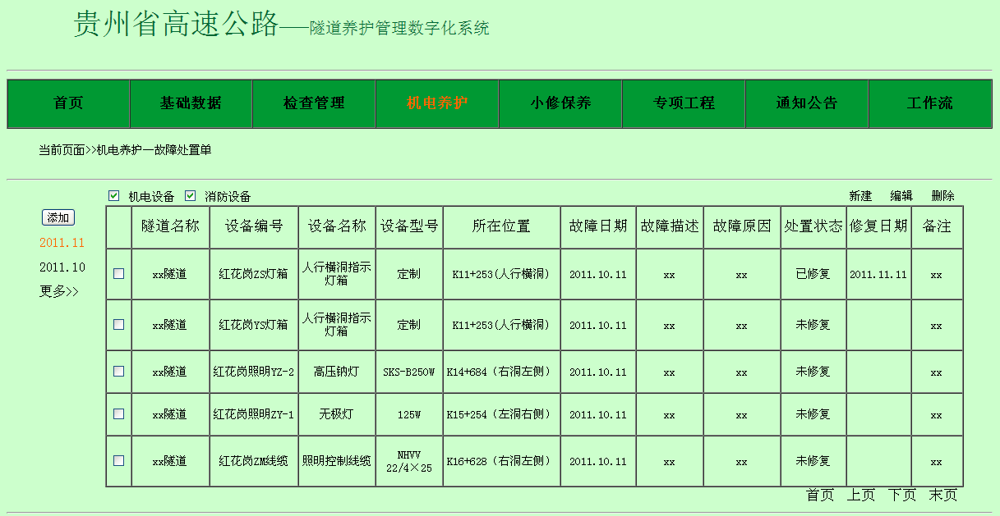 贵州省高速公路——隧道养护管理数字化系统
首页 基础数据 检查管理 机电养护 小修保养 专项工程 通知公告 工作流
当前页面>>机电养护—故障处置单
机电设备 消防设备 新建 编辑 删除
添加
2011.11
2011.10
更多>>
隧道名称 设备编号 设备名称 设备型号 所在位置 故障日期 故障描述 故障原因 处置状态 修复日期 备注
xx隧道 红花岗ZS灯箱 人行横洞指示灯箱 定制 K11+253(人行横洞) 2011.10.11 xx xx 已修复 2011.11.11 xx
xx隧道 红花岗YS灯箱 人行横洞指示灯箱 定制 K11+253(人行横洞) 2011.10.11 xx xx 未修复 xx
xx隧道 红花岗照明YZ-2 高压钠灯 SKS-B250W K14+684（右洞左侧） 2011.10.11 xx xx 未修复 xx
xx隧道 红花岗照明ZY-1 无极灯 125W K15+254（左洞右侧） 2011.10.11 xx xx 未修复 xx
xx隧道 红花岗ZM线缆 照明控制线缆 NHVV 22/4×25 K16+628（右洞左侧） 2011.10.11 xx xx 未修复 xx
首页 上页 下页 末页